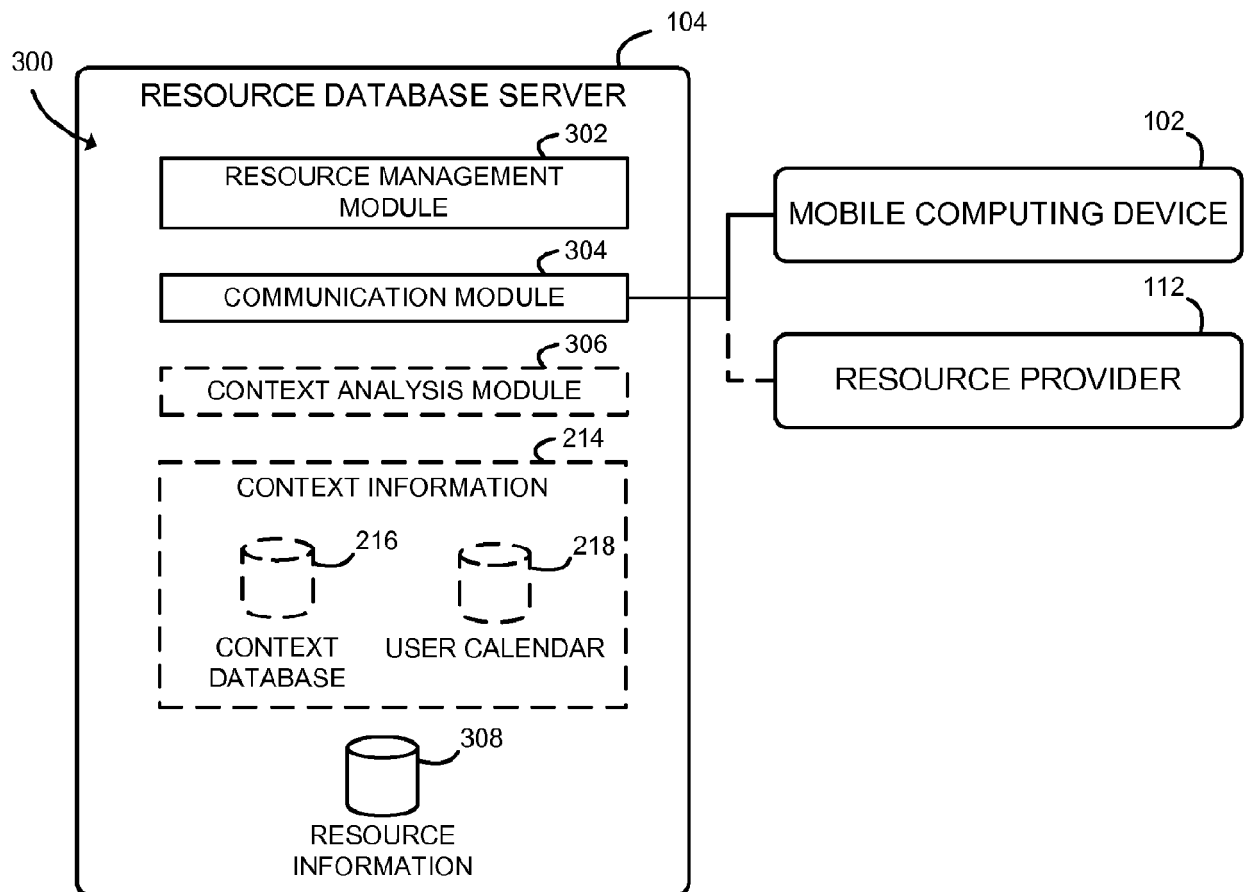 104
300
RESOURCE DATABASE SERVER
302
RESOURCE MANAGEMENT
MODULE
304
COMMUNICATION MODULE
306
CONTEXT ANALYSIS MODULE
214
CONTEXT INFORMATION
216
218
CONTEXT
DATABASE
USER CALENDAR
308
RESOURCE
INFORMATION
102
MOBILE COMPUTING DEVICE
112
RESOURCE PROVIDER